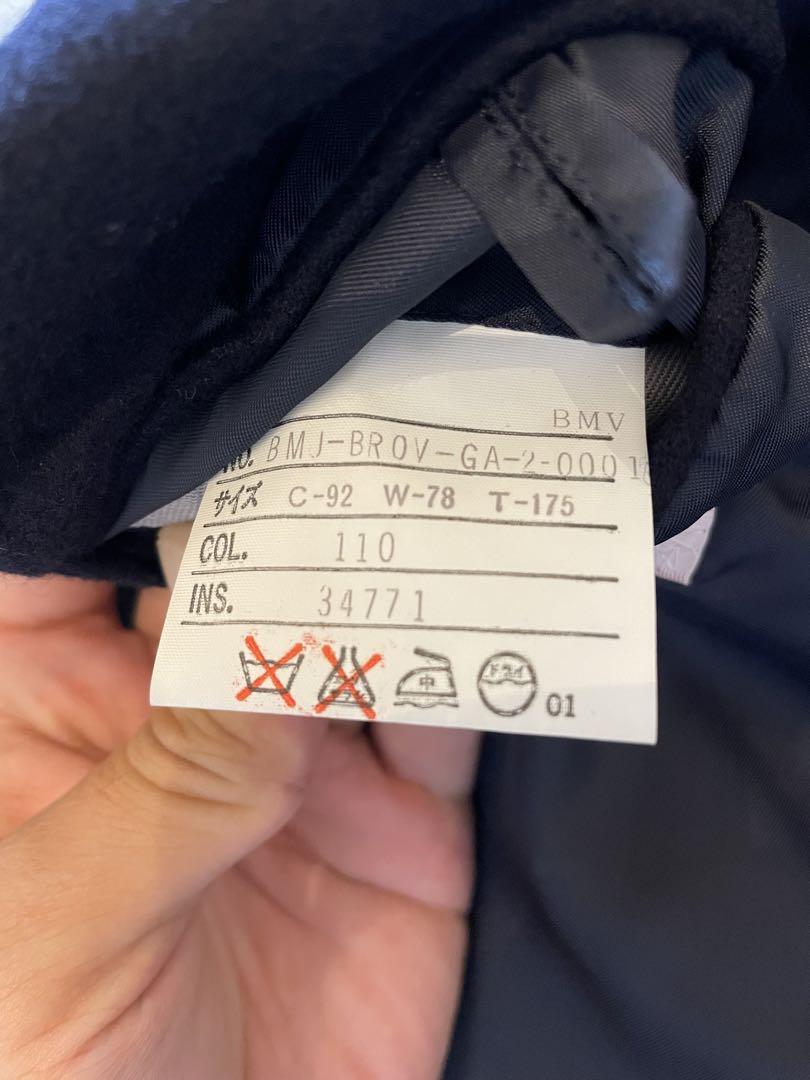 BMV
NO. BMJ-BROV-GA-2-000
サイズ C-92 W-78 T-175
COL. 110
INS. 34771
中 ドライ 01